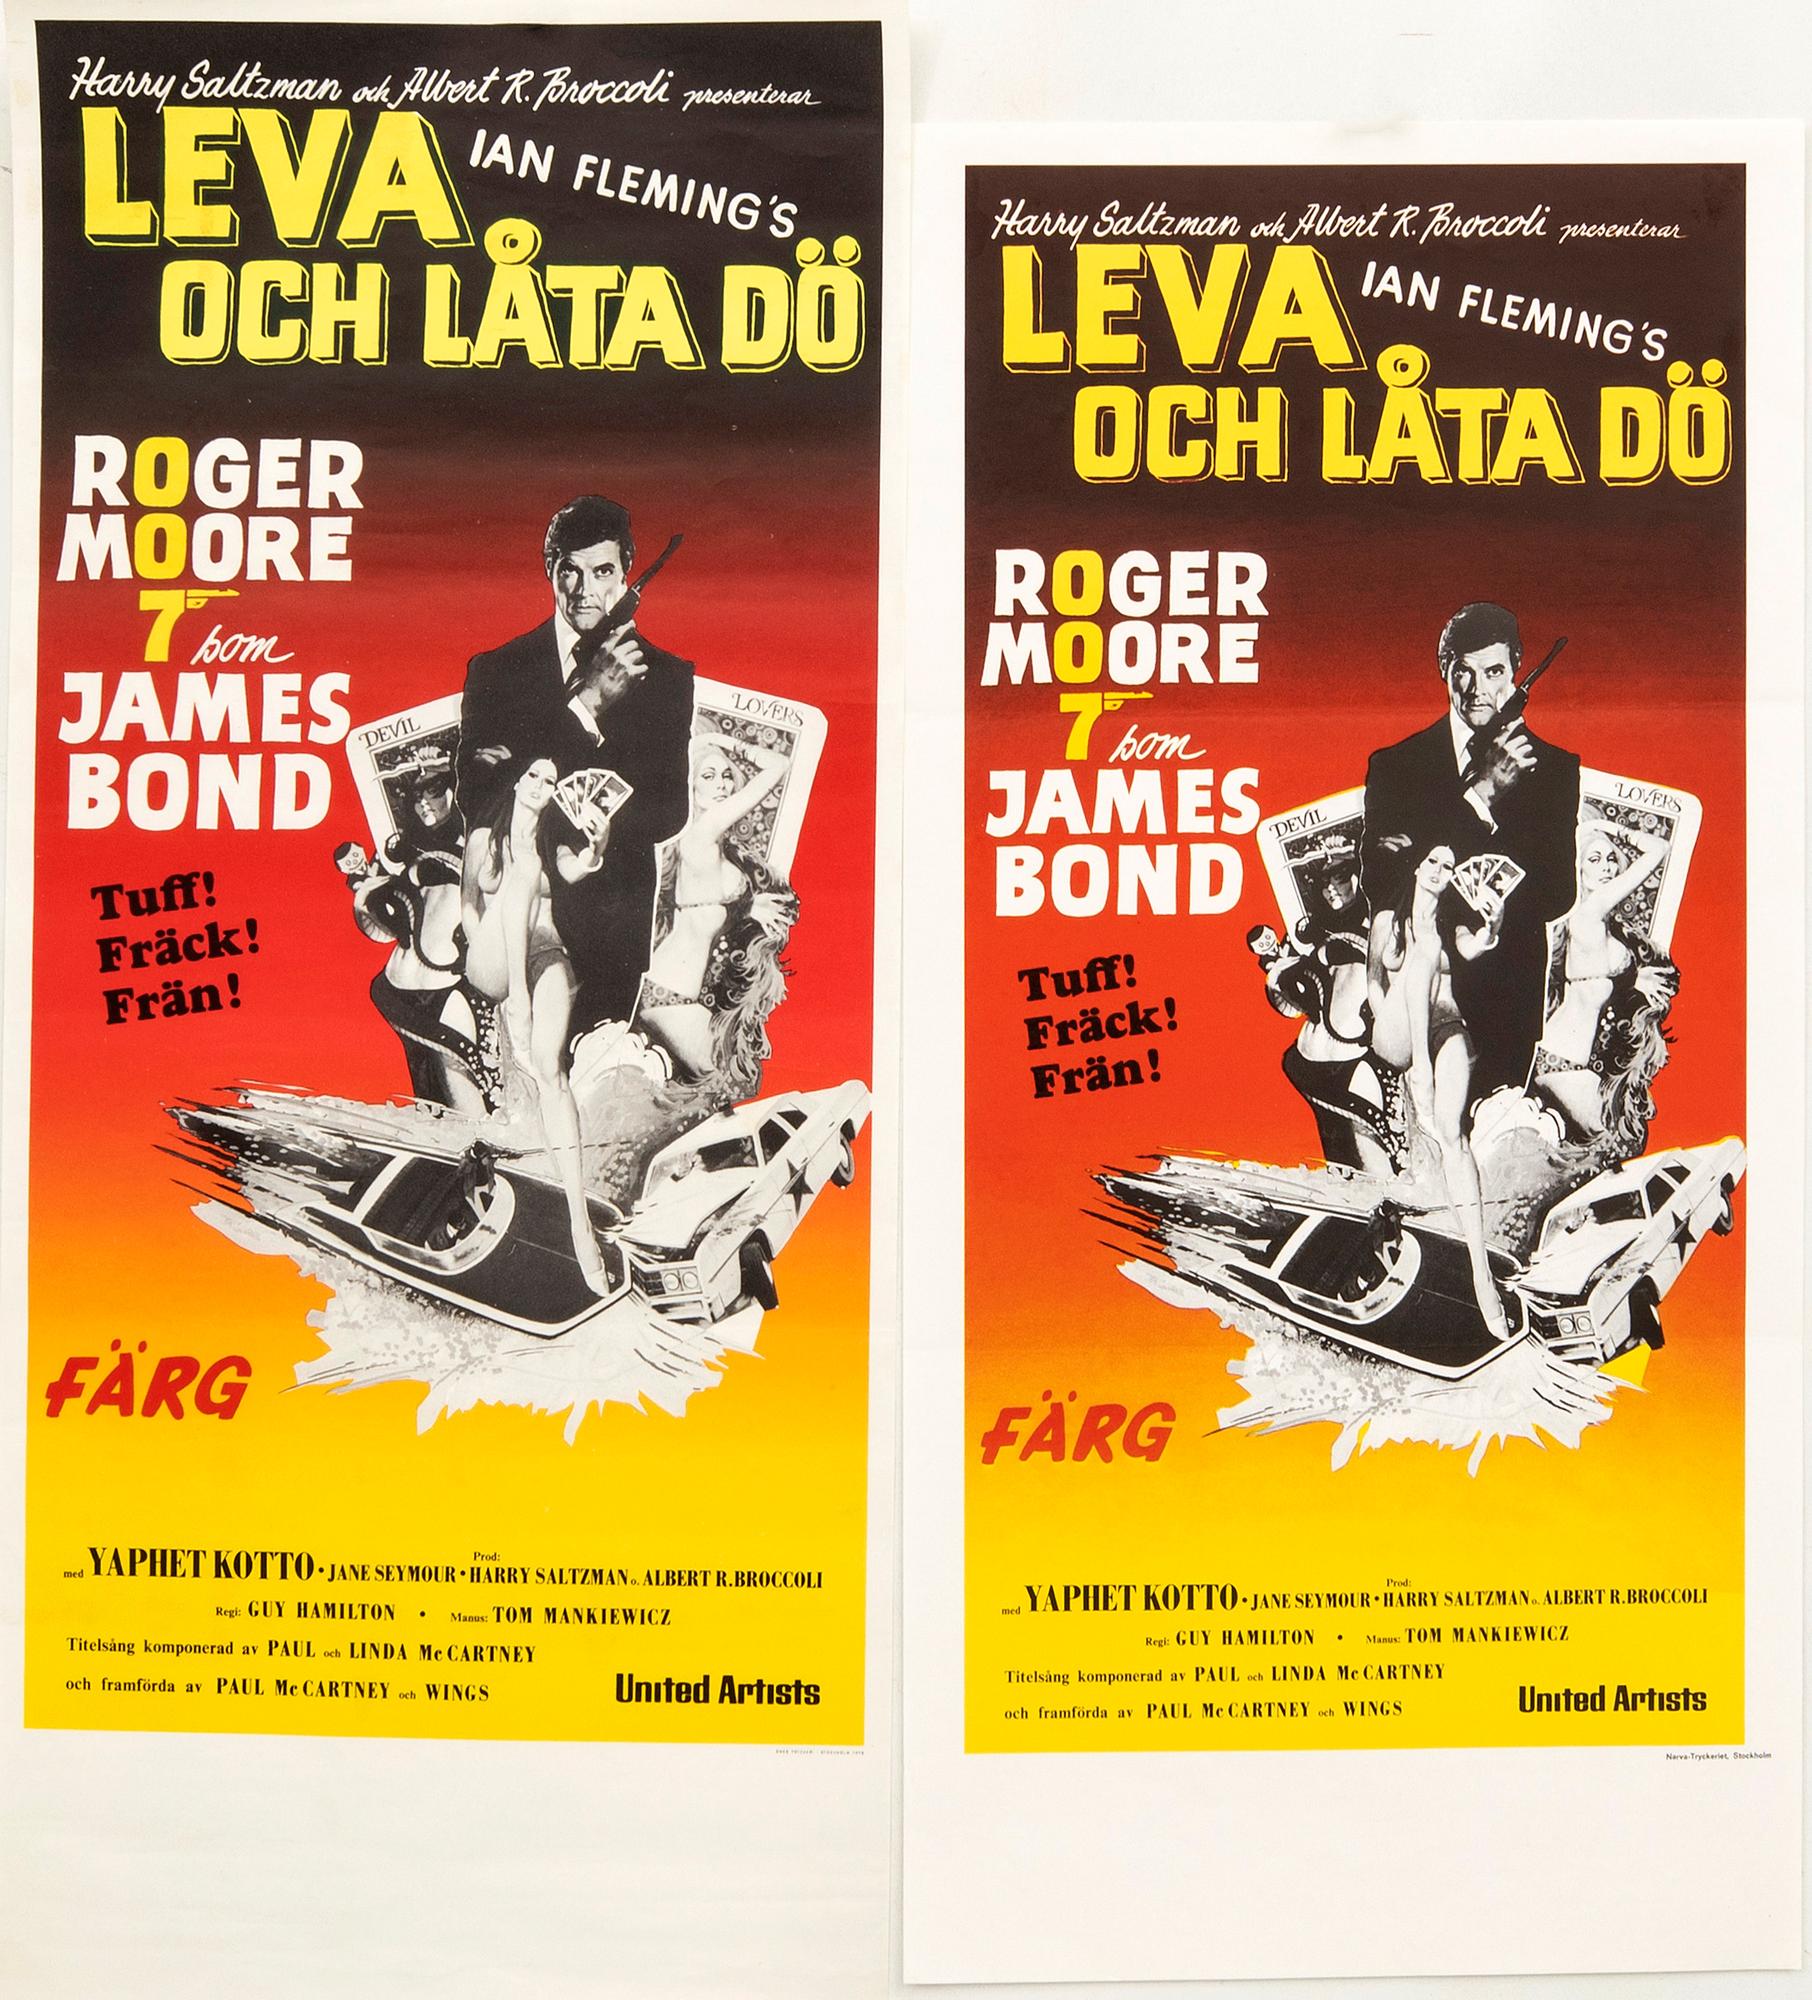 Harry Saltzman och Albert R. Broccoli presenterar
IAN FLEMING'S
LEVA
OCH LÅTA DÖ
ROGER
MOORE
7 som
JAMES
BOND
DEVIL
LOVERS
Tuff!
Fräck!
Frän!
FÄRG
Prod:
med YAPHET KOTTO • JANE SEYMOUR • HARRY SALTZMAN o. ALBERT R. BROCCOLI
Regi: GUY HAMILTON • Manus: TOM MANKIEWICZ
Titelsång komponerad av PAUL och LINDA McCARTNEY
och framförda av PAUL McCARTNEY och WINGS
United Artists
Harry Saltzman och Albert R. Broccoli presenterar
IAN FLEMING'S
LEVA
OCH LÅTA DÖ
ROGER
MOORE
7 som
JAMES
BOND
DEVIL
LOVERS
Tuff!
Fräck!
Frän!
FÄRG
Prod:
med YAPHET KOTTO • JANE SEYMOUR • HARRY SALTZMAN o. ALBERT R. BROCCOLI
Regi: GUY HAMILTON • Manus: TOM MANKIEWICZ
Titelsång komponerad av PAUL och LINDA McCARTNEY
och framförda av PAUL McCARTNEY och WINGS
United Artists
Narva-Tryckeriet, Stockholm